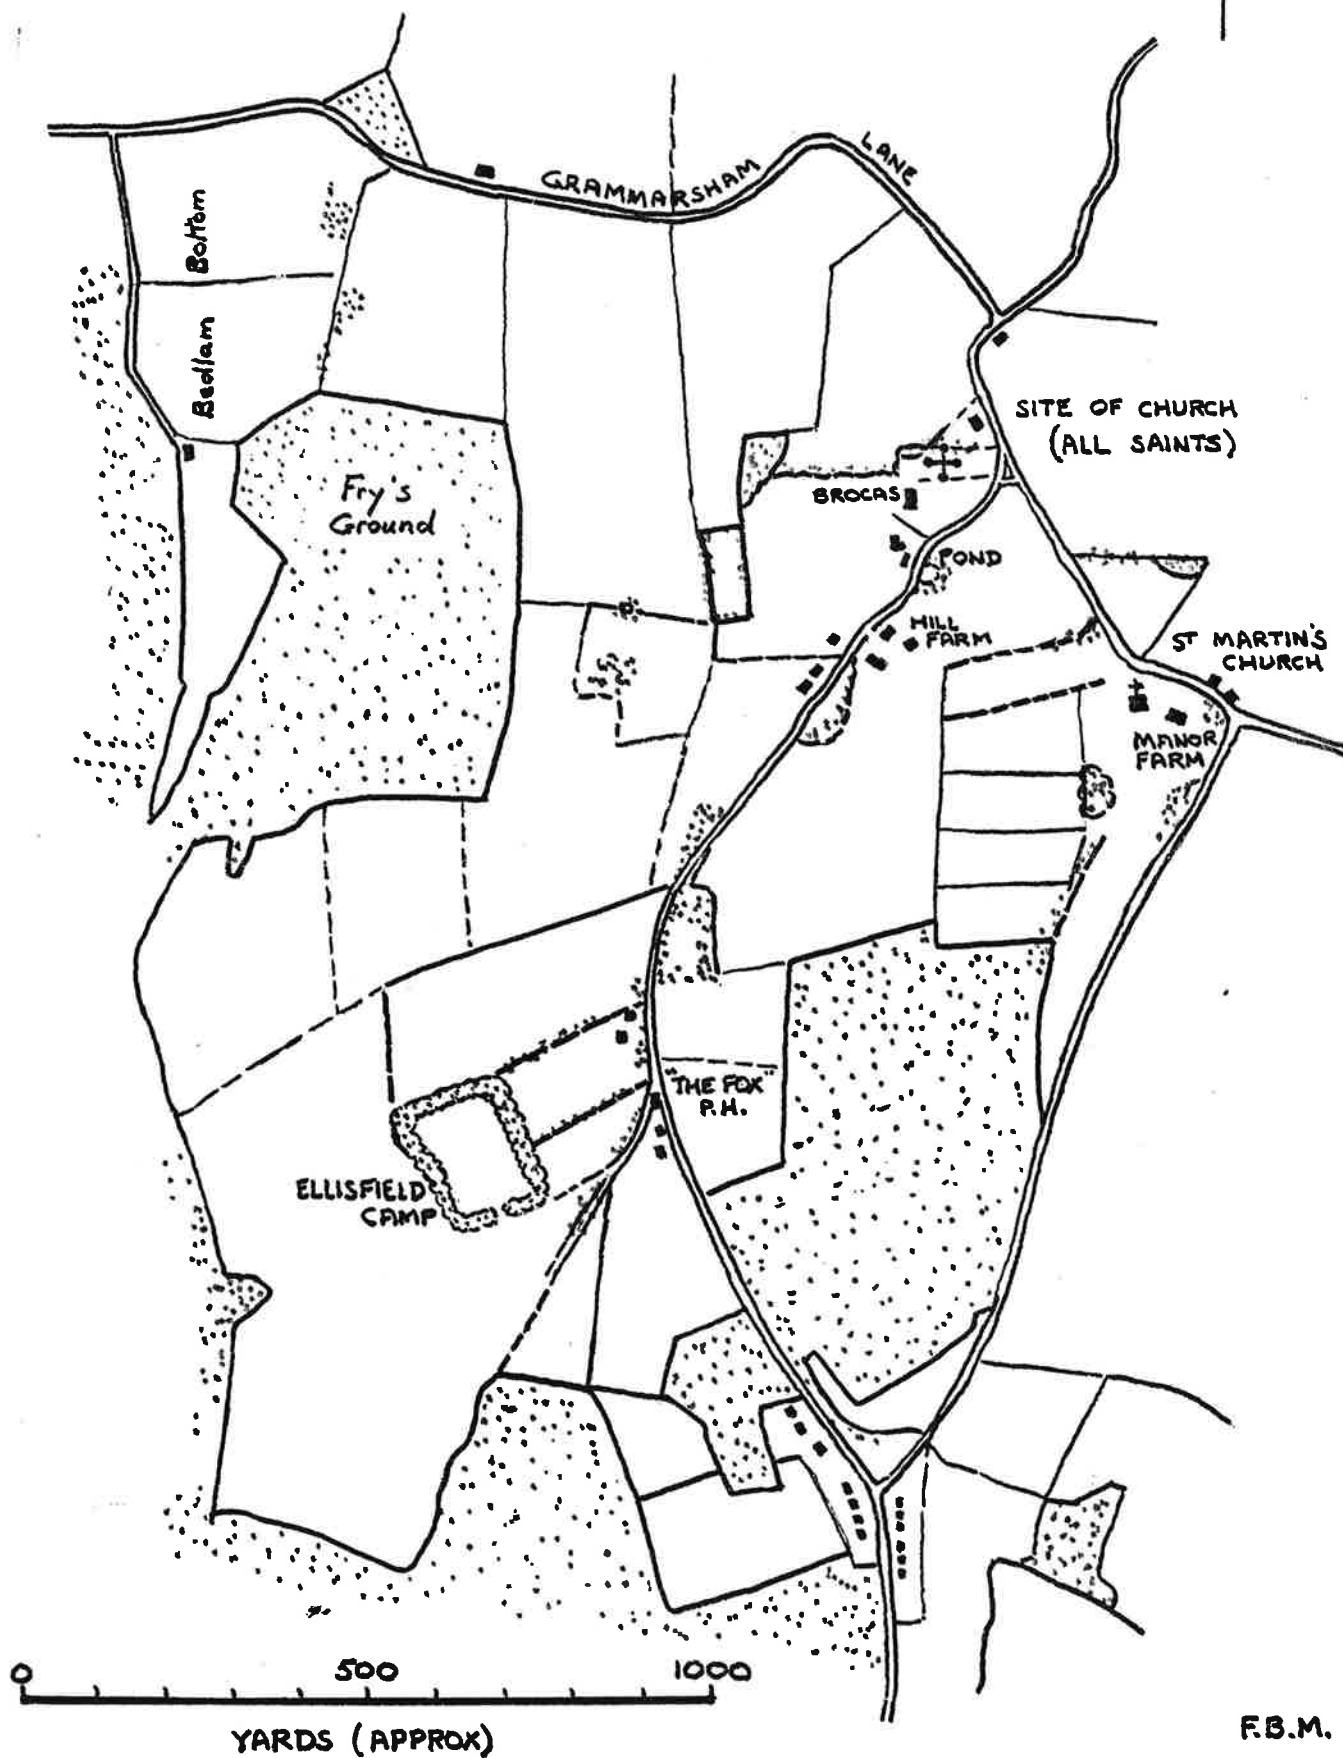 GRAMMARSHAM LANE
Bedlam Bottom
SITE OF CHURCH
(ALL SAINTS)
Fry's
Ground
BROCAS
POND
HILL
FARM
ST MARTIN'S
CHURCH
MANOR
FARM
"THE FOX"
P.H.
ELLISFIELD
CAMP
0 500 1000
YARDS (APPROX)
F.B.M.